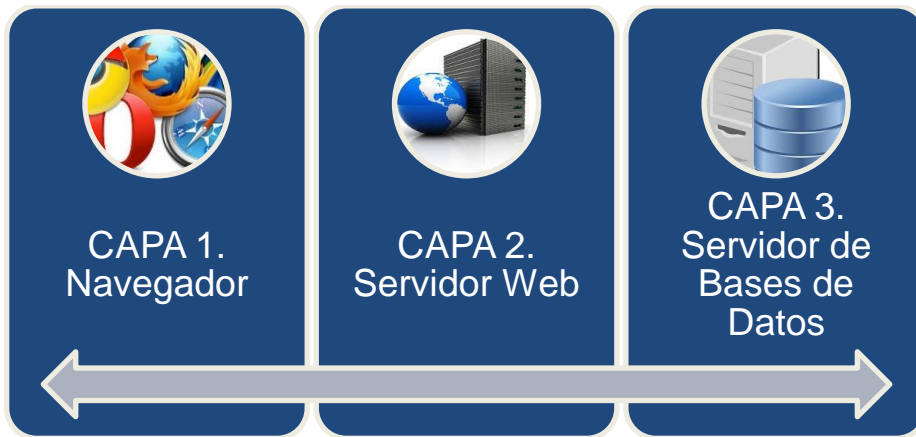 CAPA 1.
Navegador
CAPA 2.
Servidor Web
CAPA 3.
Servidor de
Bases de
Datos